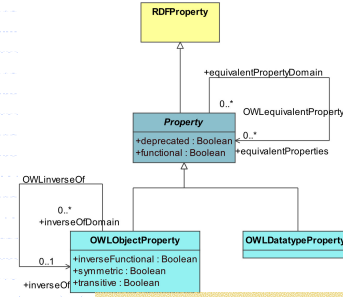 RDFProperty
+equivalentPropertyDomain
0..*
OWLequivalentProperty
Property
0..*
+deprecated : Boolean
+functional : Boolean
+equivalentProperties
OWLinverseOf
0..*
+inverseOfDomain
OWLObjectProperty
OWLDatatypeProperty
+inverseFunctional : Boolean
0..1
+symmetric : Boolean
+transitive : Boolean
+inverseOf